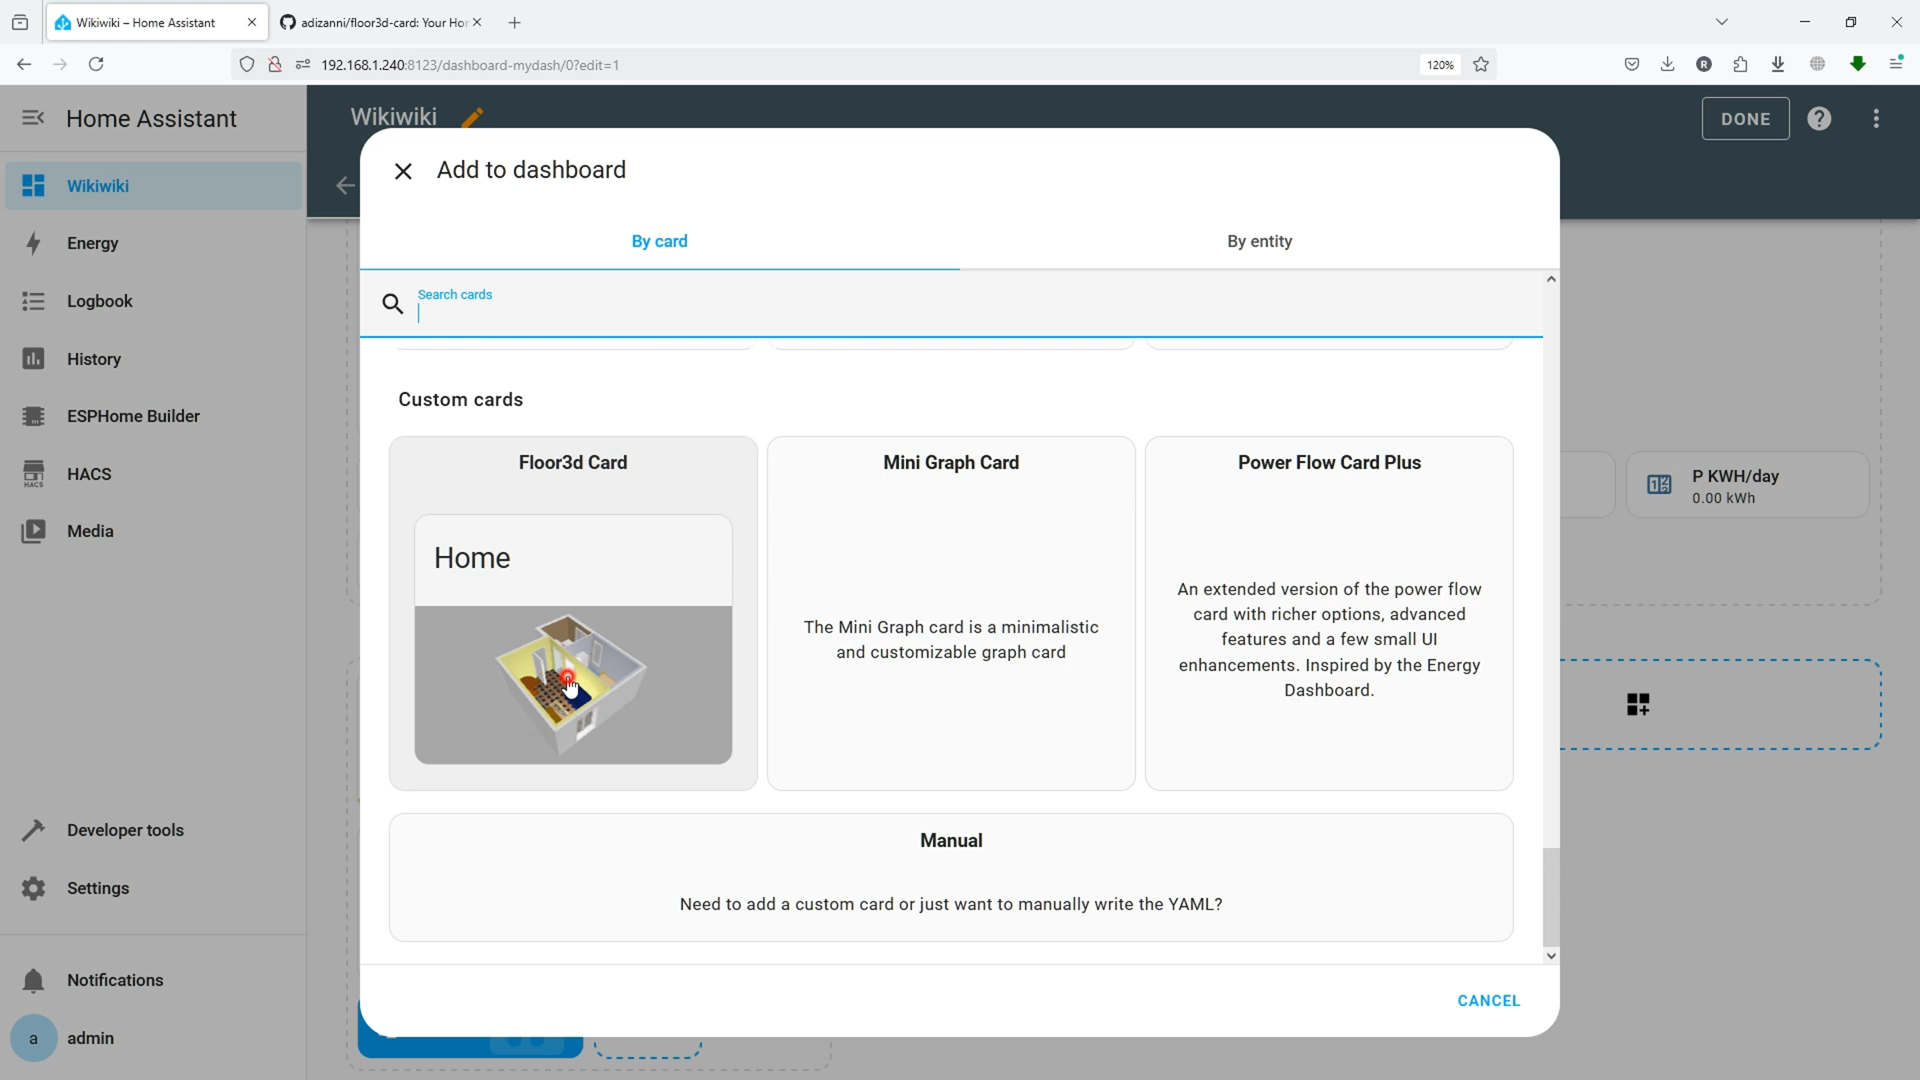 Wikiwiki – Home Assistant
adizanni/floor3d-card: Your Hor
192.168.1.240:8123/dashboard-mydash/0?edit=1
120%
R
Home Assistant
Wikiwiki
DONE
?
Add to dashboard
Wikiwiki
By card
By entity
Energy
Search cards
Logbook
History
Custom cards
ESPHome Builder
Floor3d Card
Mini Graph Card
Power Flow Card Plus
HACS
HACS
P KWH/day
0.00 kWh
Media
Home
The Mini Graph card is a minimalistic
and customizable graph card
An extended version of the power flow
card with richer options, advanced
features and a few small UI
enhancements. Inspired by the Energy
Dashboard.
Developer tools
Manual
Settings
Need to add a custom card or just want to manually write the YAML?
Notifications
CANCEL
a
admin